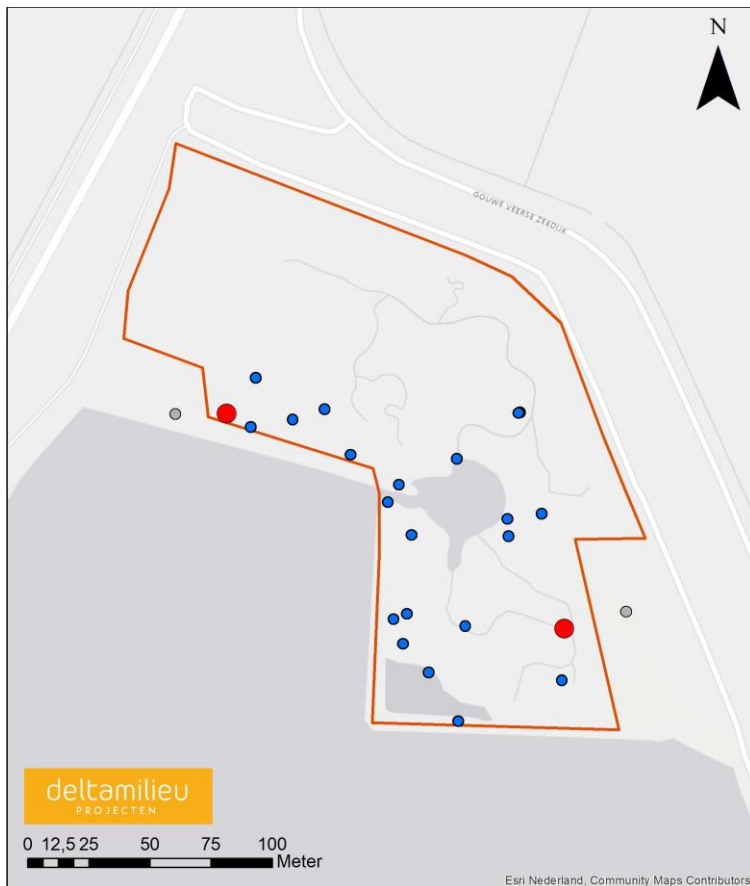 N
GOUWE VEERSE ZEEDIJK
deltamilieu
PROJECTEN
0 12,5 25 50 75 100
Meter
Esri Nederland, Community Maps Contributors